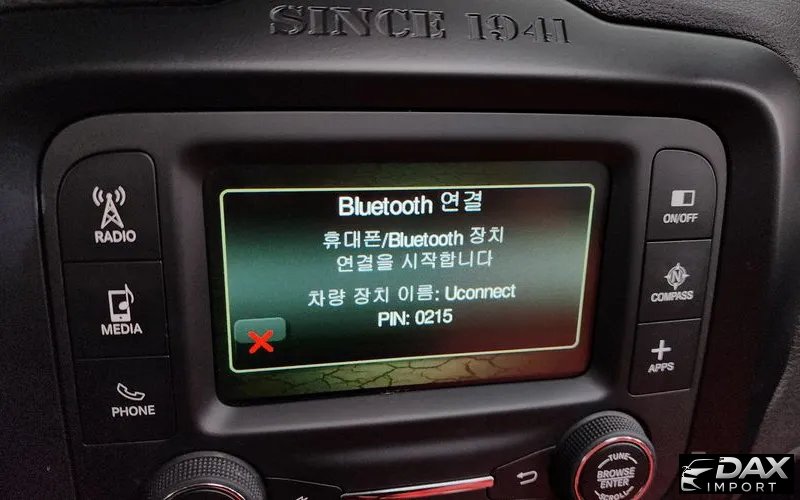 SINCE 1941
RADIO
MEDIA
PHONE
Bluetooth 연결
휴대폰/Bluetooth 장치
연결을 시작합니다
차량 장치 이름: Uconnect
PIN: 0215
ON/OFF
N
COMPASS
APPS
TUNE
BROWSE
ENTER
SCROLL
DAX
IMPORT